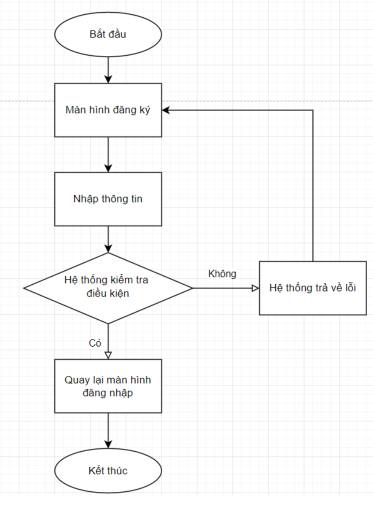 Bắt đầu
Màn hình đăng ký
Nhập thông tin
Hệ thống kiểm tra
điều kiện
Không
Hệ thống trả về lỗi
Có
Quay lại màn hình
đăng nhập
Kết thúc